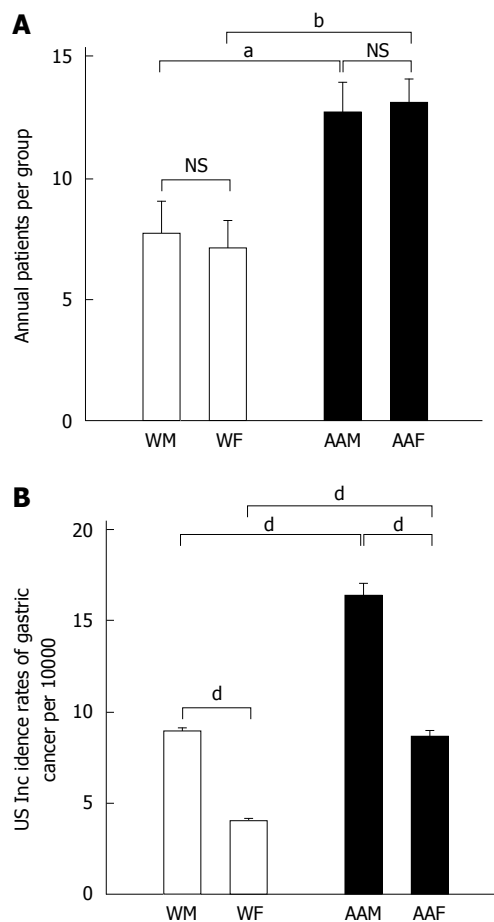 A
b
a
NS
15
NS
10
5
0
Annual patients per group
WM
WF
AAM
AAF
B
d
d
d
20
15
d
10
5
0
US Inc idence rates of gastric
cancer per 10000
WM
WF
AAM
AAF